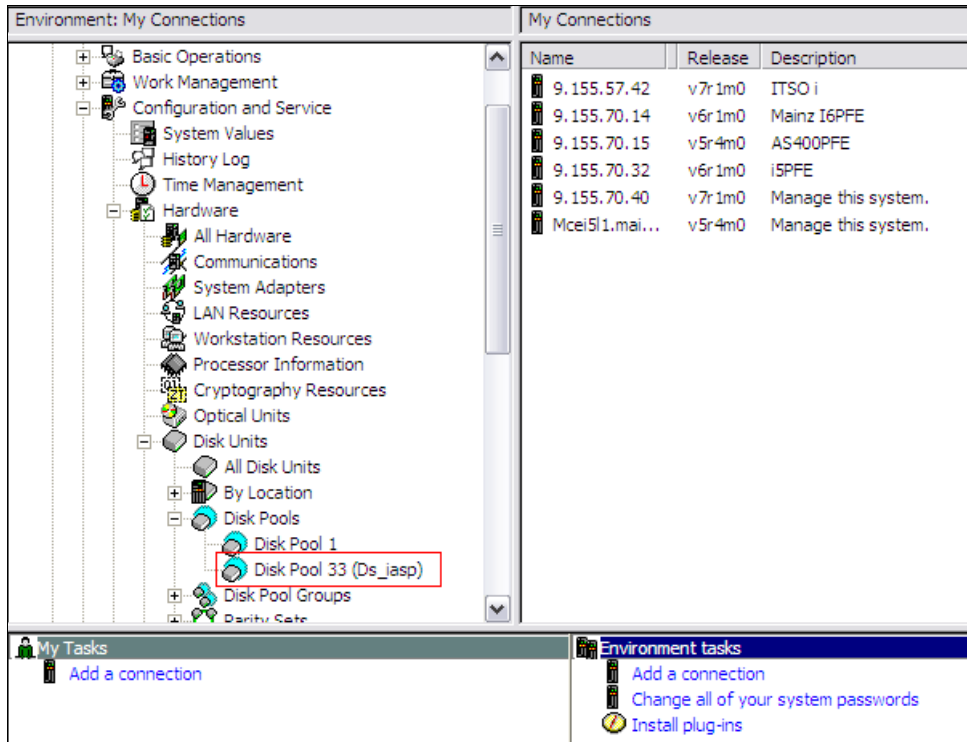 Environment: My Connections
Basic Operations
Work Management
Configuration and Service
System Values
History Log
Time Management
Hardware
All Hardware
Communications
System Adapters
LAN Resources
Workstation Resources
Processor Information
Cryptography Resources
Optical Units
Disk Units
All Disk Units
By Location
Disk Pools
Disk Pool 1
Disk Pool 33 (Ds_iasp)
Disk Pool Groups
Parity Sets
My Connections
Name Release Description
9.155.57.42 v7r1m0 ITSO i
9.155.70.14 v6r1m0 Mainz I6PFE
9.155.70.15 v5r4m0 AS400PFE
9.155.70.32 v6r1m0 i5PFE
9.155.70.40 v7r1m0 Manage this system.
Mcei5l1.mai... v5r4m0 Manage this system.
My Tasks
Add a connection
Environment tasks
Add a connection
Change all of your system passwords
Install plug-ins